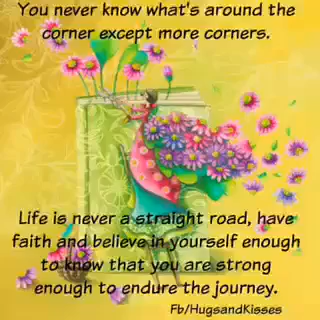 You never know what's around the
corner except more corners.
Life is never a straight road, have
faith and believe in yourself enough
to know that you are strong
enough to endure the journey.
Fb/HugsandKisses